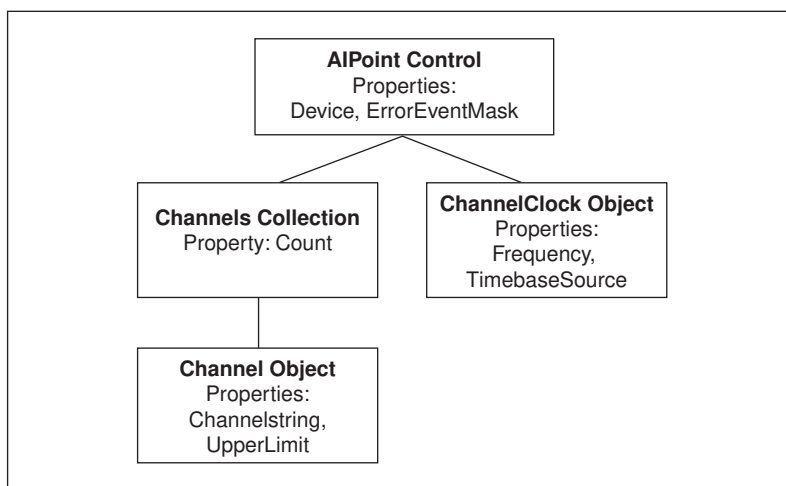 AIPoint Control
Properties:
Device, ErrorEventMask
Channels Collection
Property: Count
ChannelClock Object
Properties:
Frequency,
TimebaseSource
Channel Object
Properties:
Channelstring,
UpperLimit